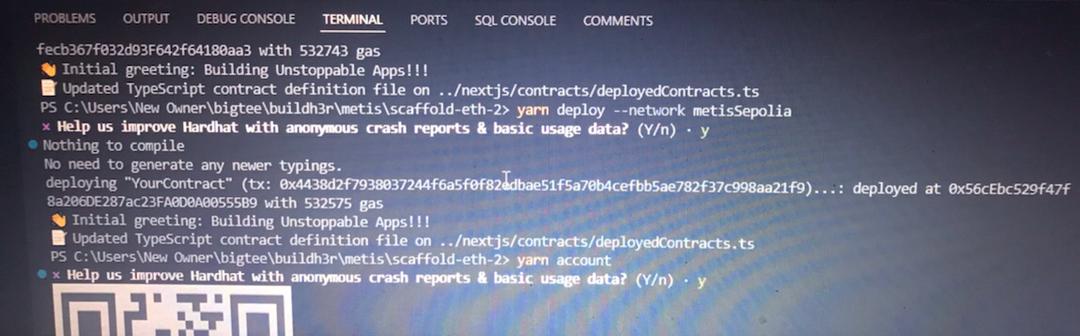 PROBLEMS OUTPUT DEBUG CONSOLE TERMINAL PORTS SQL CONSOLE COMMENTS
fecb367f032d93F642f64180aa3 with 532743 gas
👋 Initial greeting: Building Unstoppable Apps!!!
📝 Updated TypeScript contract definition file on ../nextjs/contracts/deployedContracts.ts
PS C:\Users\New Owner\bigtee\buildh3r\metis\scaffold-eth-2> yarn deploy --network metisSepolia
× Help us improve Hardhat with anonymous crash reports & basic usage data? (Y/n) · y
Nothing to compile
No need to generate any newer typings.
deploying "YourContract" (tx: 0x4438d2f7938037244f6a5f0f82edbae51f5a70b4cefbb5ae782f37c998aa21f9)...: deployed at 0x56cEbc529f47f
8a206DE287ac23FA0D0A00555B9 with 532575 gas
👋 Initial greeting: Building Unstoppable Apps!!!
📝 Updated TypeScript contract definition file on ../nextjs/contracts/deployedContracts.ts
PS C:\Users\New Owner\bigtee\buildh3r\metis\scaffold-eth-2> yarn account
× Help us improve Hardhat with anonymous crash reports & basic usage data? (Y/n) · y